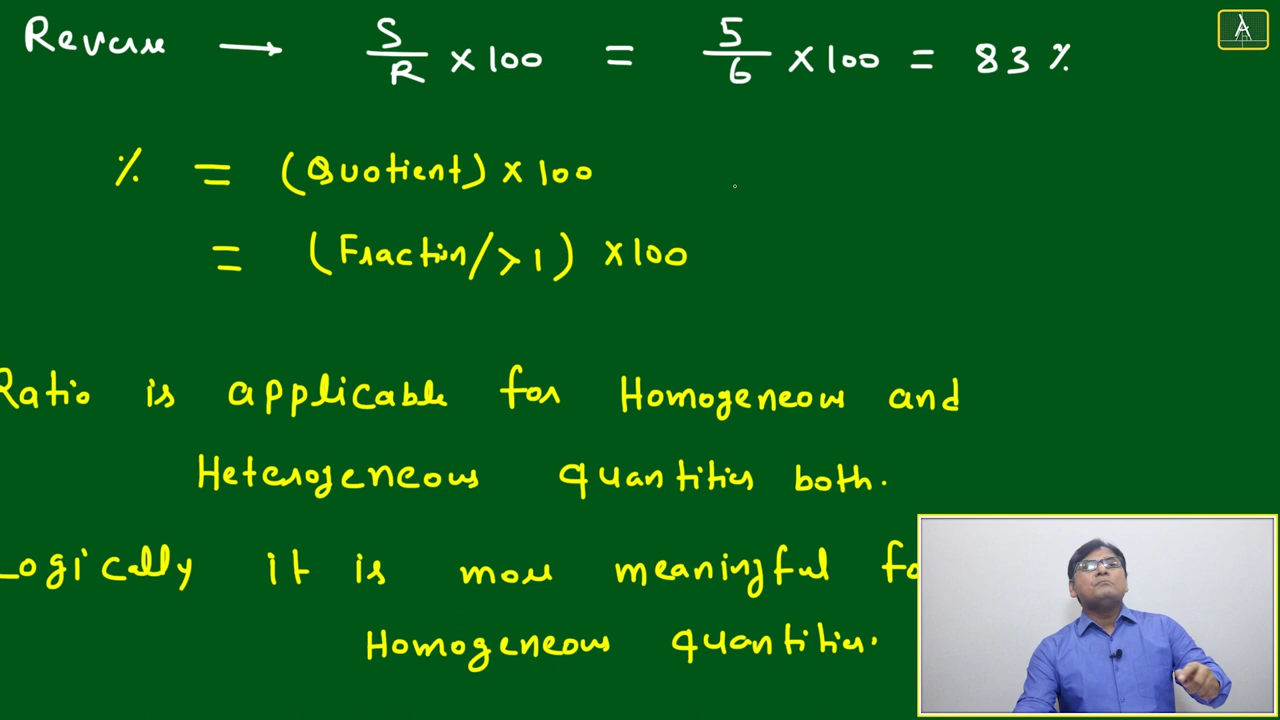 Reverse → S/R × 100 = 5/6 × 100 = 83 %
% = (Quotient) × 100
= (Fraction/>1) × 100
Ratio is applicable for Homogeneous and
Heterogeneous quantities both.
Logically it is more meaningful fo
Homogeneous quantities.